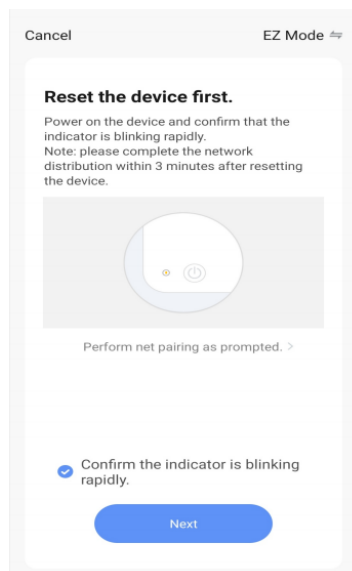 Cancel
EZ Mode
Reset the device first.
Power on the device and confirm that the
indicator is blinking rapidly.
Note: please complete the network
distribution within 3 minutes after resetting
the device.
Perform net pairing as prompted. >
Confirm the indicator is blinking
rapidly.
Next